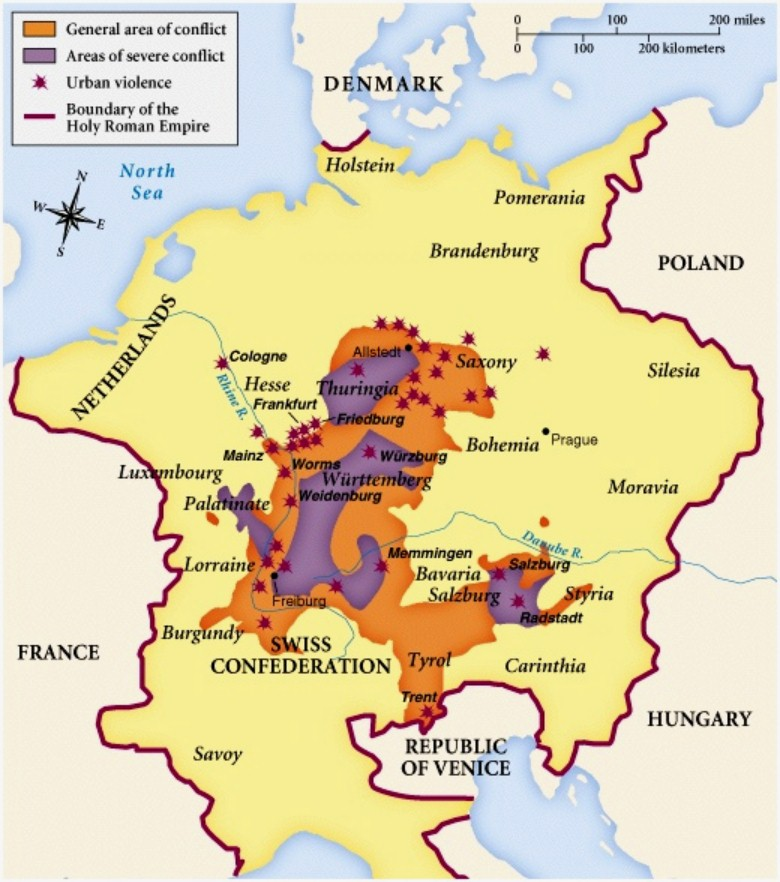 General area of conflict
Areas of severe conflict
Urban violence
Boundary of the
Holy Roman Empire
0 100 200 miles
0 100 200 kilometers
DENMARK
North
Sea
N
W
E
S
Holstein
Pomerania
Brandenburg
POLAND
NETHERLANDS
Cologne
Rhine R.
Hesse
Allstedt
Thuringia
Saxony
Silesia
Frankfurt
Friedburg
Bohemia
Prague
Mainz
Worms
Würzburg
Luxembourg
Württemberg
Moravia
Palatinate
Weidenburg
Danube R.
Lorraine
Memmingen
Bavaria
Salzburg
Salzburg
Styria
Freiburg
Radstadt
Burgundy
SWISS
CONFEDERATION
FRANCE
Tyrol
Carinthia
Trent
HUNGARY
REPUBLIC
OF VENICE
Savoy